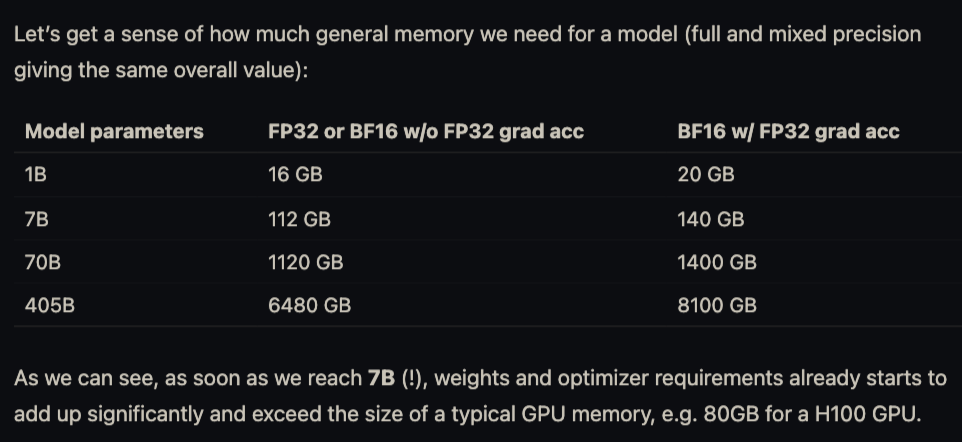 Let's get a sense of how much general memory we need for a model (full and mixed precision
giving the same overall value):
Model parameters FP32 or BF16 w/o FP32 grad acc BF16 w/ FP32 grad acc
1B 16 GB 20 GB
7B 112 GB 140 GB
70B 1120 GB 1400 GB
405B 6480 GB 8100 GB
As we can see, as soon as we reach 7B (!), weights and optimizer requirements already starts to
add up significantly and exceed the size of a typical GPU memory, e.g. 80GB for a H100 GPU.